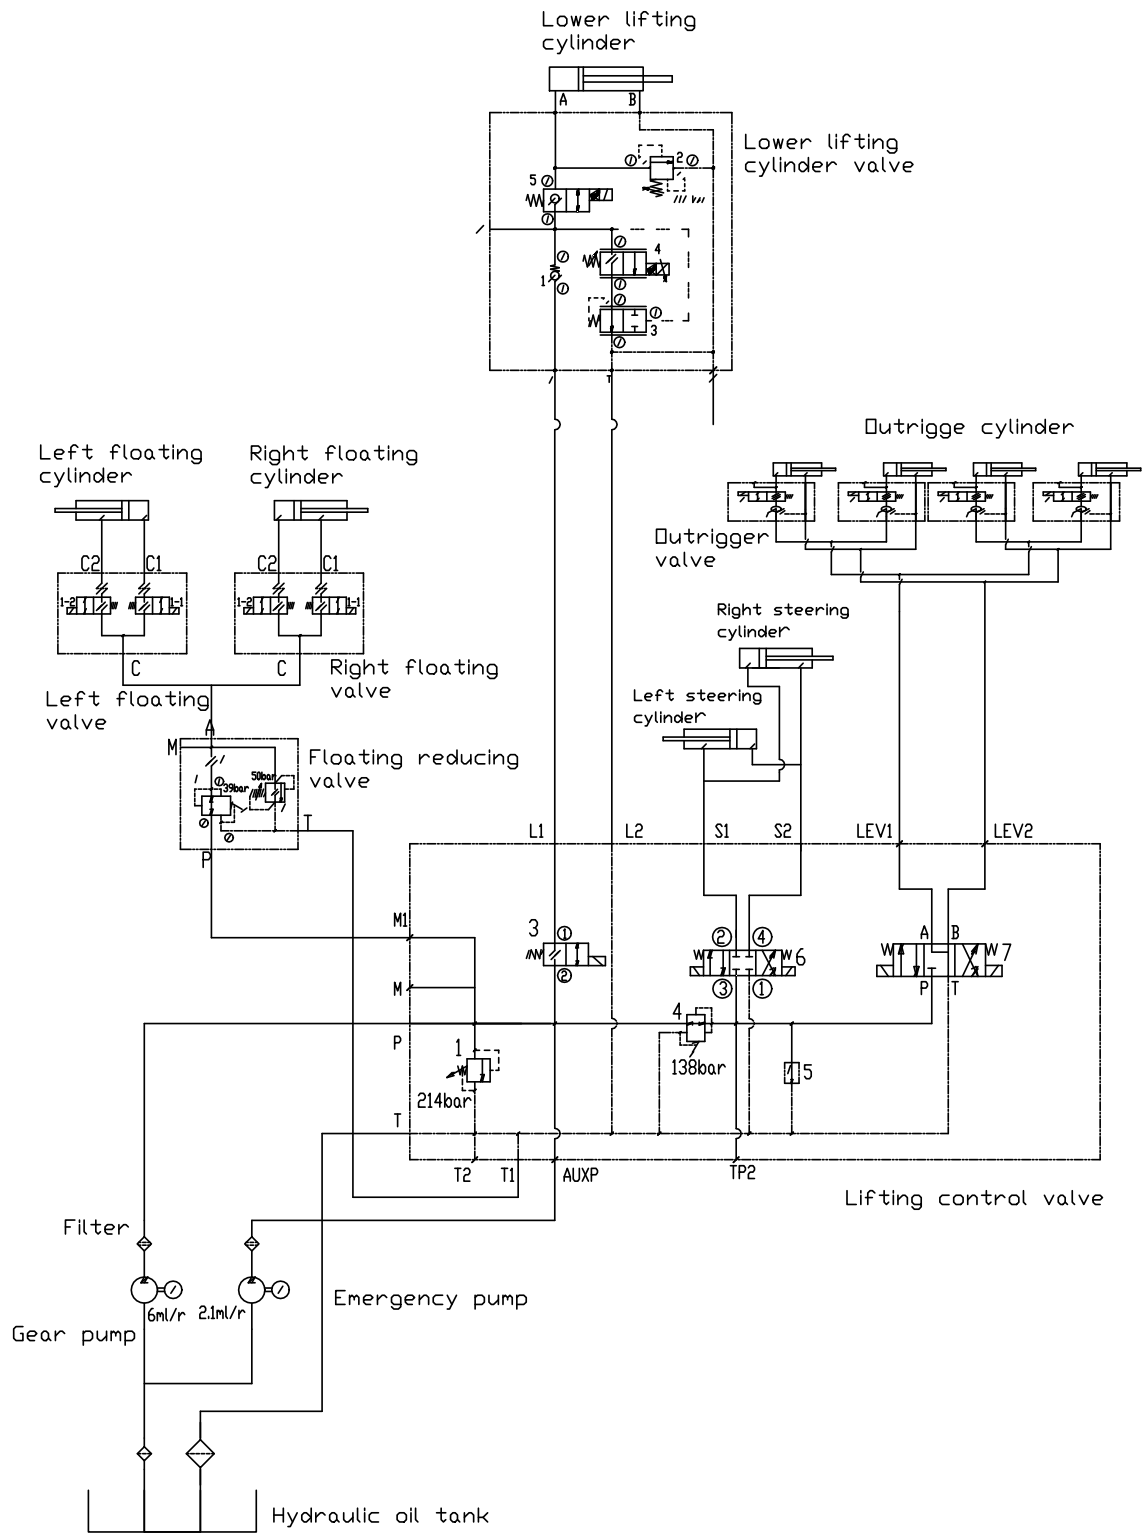 Lower lifting
cylinder
A
B
Lower lifting
cylinder valve
2
5
4
1
3
T
Outrigge cylinder
Left floating
cylinder
Right floating
cylinder
Outrigger
valve
C2
C1
C2
C1
1-2
1-1
1-2
1-1
Right steering
cylinder
C
C
Right floating
valve
Left floating
valve
Left steering
cylinder
A
M
Floating reducing
valve
50bar
39bar
T
P
L1
L2
S1
S2
LEV1
LEV2
M1
3
1
2
2
4
6
3
1
A
B
7
P
T
M
4
P
1
138bar
5
214bar
T
T2
T1
AUXP
TP2
Lifting control valve
Filter
6ml/r
2.1ml/r
Emergency pump
Gear pump
Hydraulic oil tank